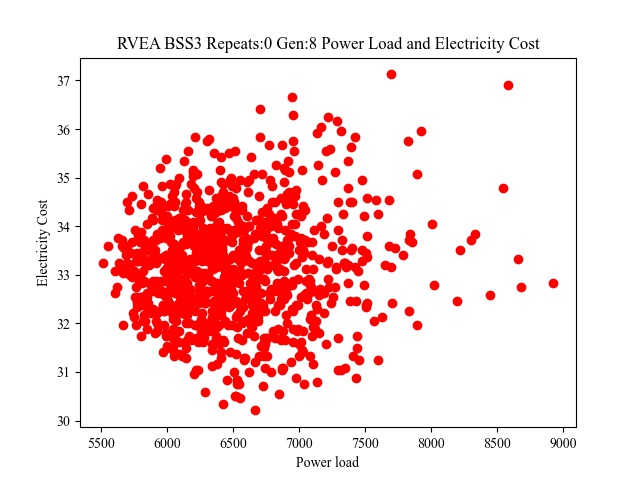 RVEA BSS3 Repeats:0 Gen:8 Power Load and Electricity Cost
37
36
35
34
33
32
31
30
Electricity Cost
5500 6000 6500 7000 7500 8000 8500 9000
Power load